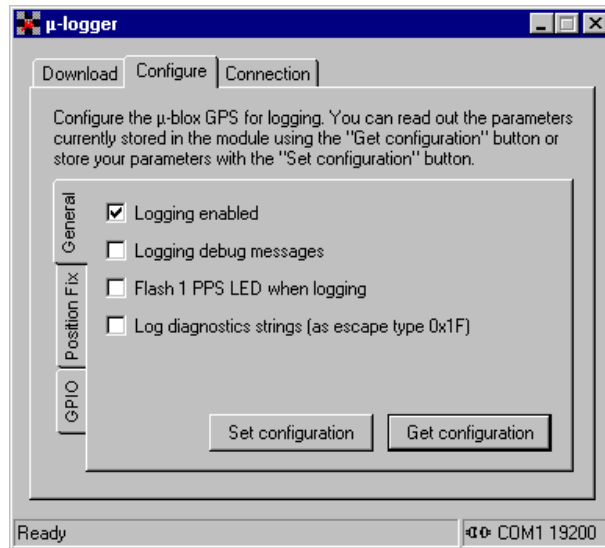 µ-logger
Download Configure Connection
Configure the µ-blox GPS for logging. You can read out the parameters
currently stored in the module using the "Get configuration" button or
store your parameters with the "Set configuration" button.
General
Position Fix
GPIO
Logging enabled
Logging debug messages
Flash 1 PPS LED when logging
Log diagnostics strings (as escape type 0x1F)
Set configuration Get configuration
Ready COM1 19200